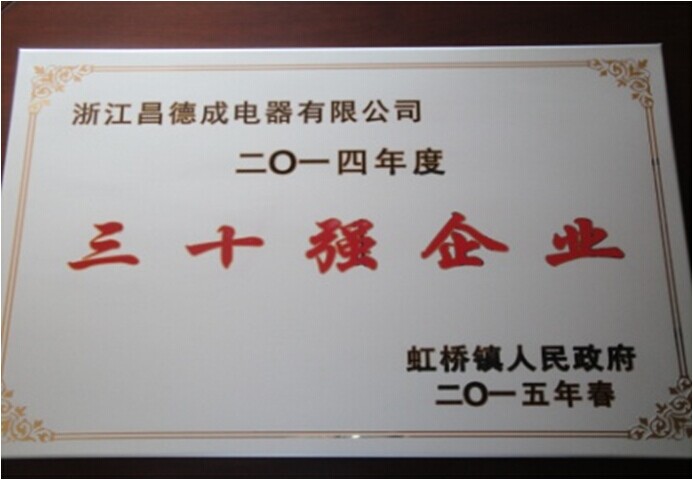 浙江昌德成电器有限公司
二〇一四年度
三十强企业
虹桥镇人民政府
二〇一五年春